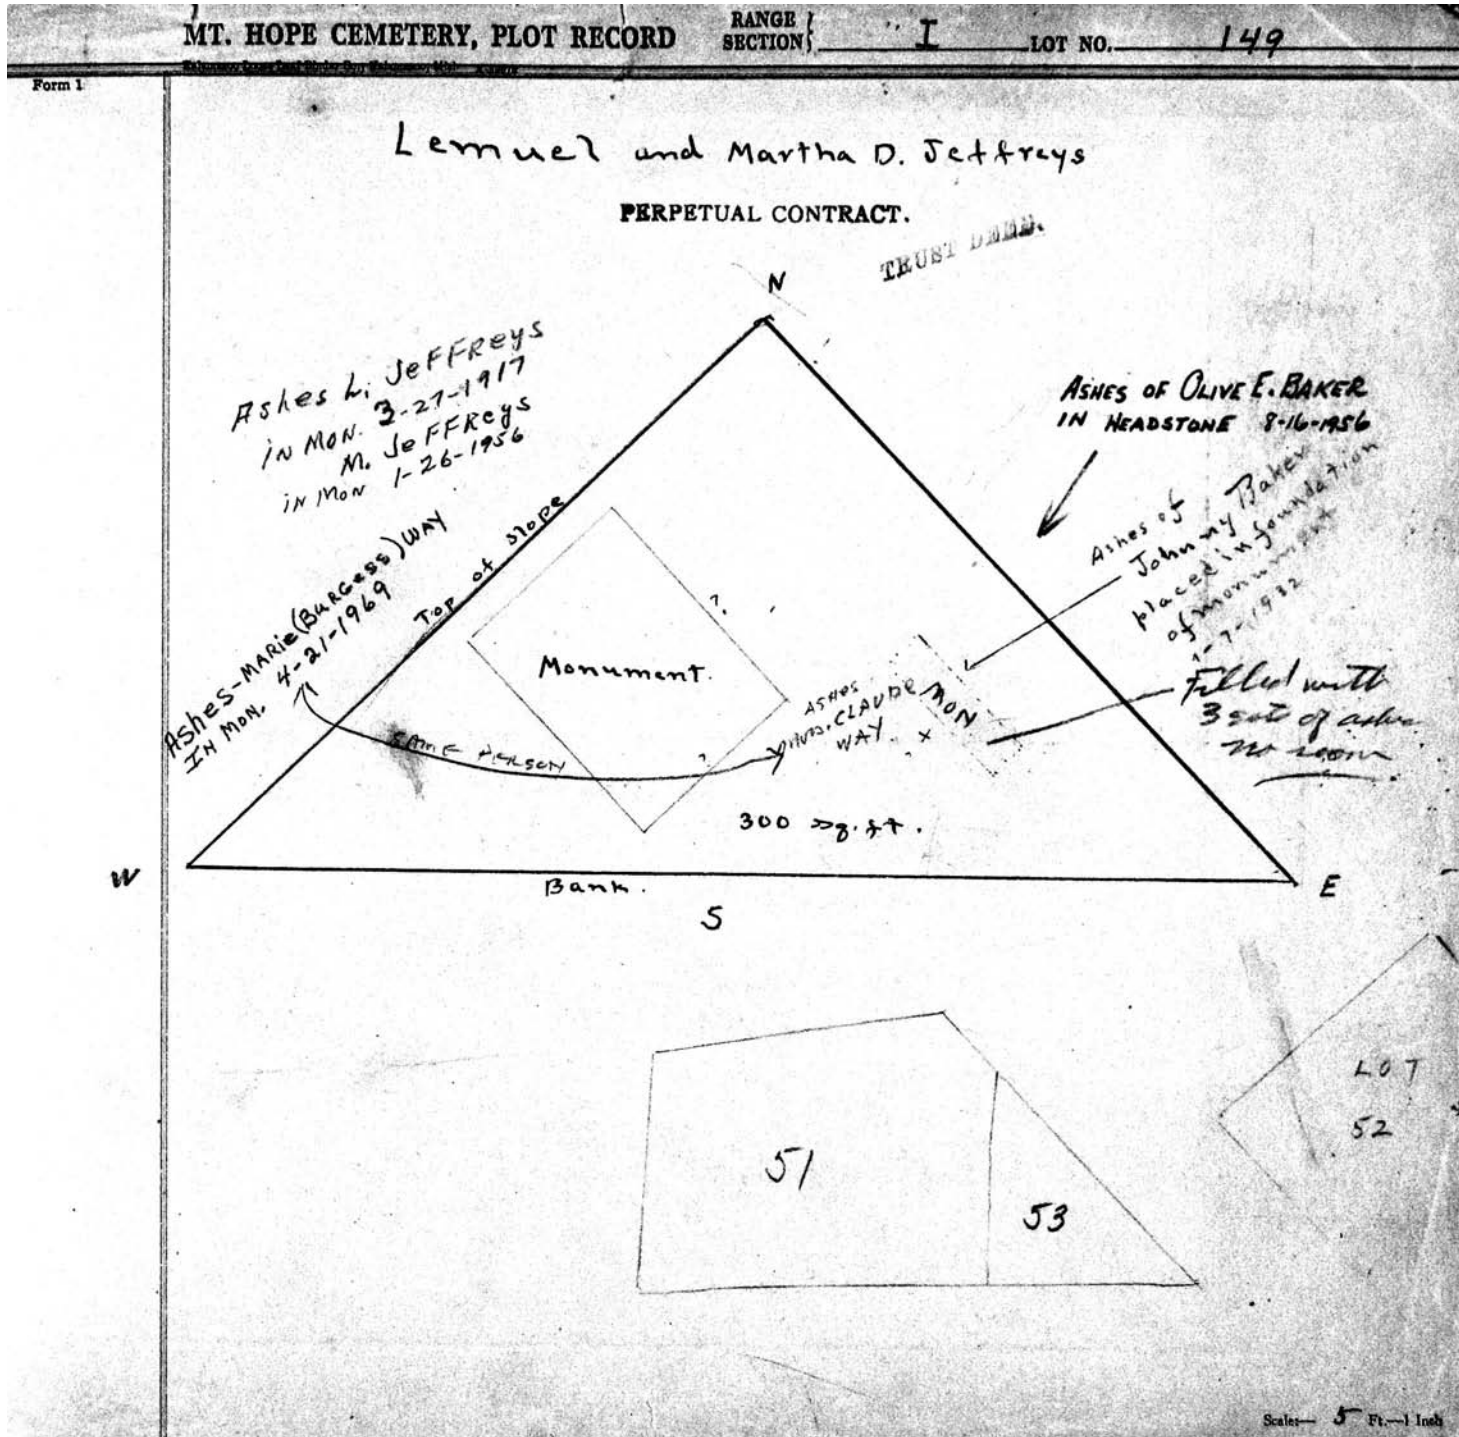 MT. HOPE CEMETERY, PLOT RECORD
RANGE
SECTION
I
LOT NO. 149
Form 1
Lemuel and Martha D. Jeffreys
PERPETUAL CONTRACT.
TRUST DEED.
N
Ashes L. JeFFReys
in Mon. 3-27-1917
M. JeFFReys
in Mon 1-26-1956
ASHES OF OLIVE E. BAKER
IN HEADSTONE 8-16-1956
Ashes of
Johnny Baker
placed in foundation
of monument
7-1932
Ashes-MARie (BURGess) WAY
4-21-1969
IN MON.
Top of slope
Monument.
?
?
SAME PERSON
ASHES
MRS. CLAUDE
WAY
x
MON
Filled with
3 sets of ashes
no room
300 sq. ft.
W
Bank.
S
E
51
53
LOT
52
Scale:— 5 Ft.—1 Inch